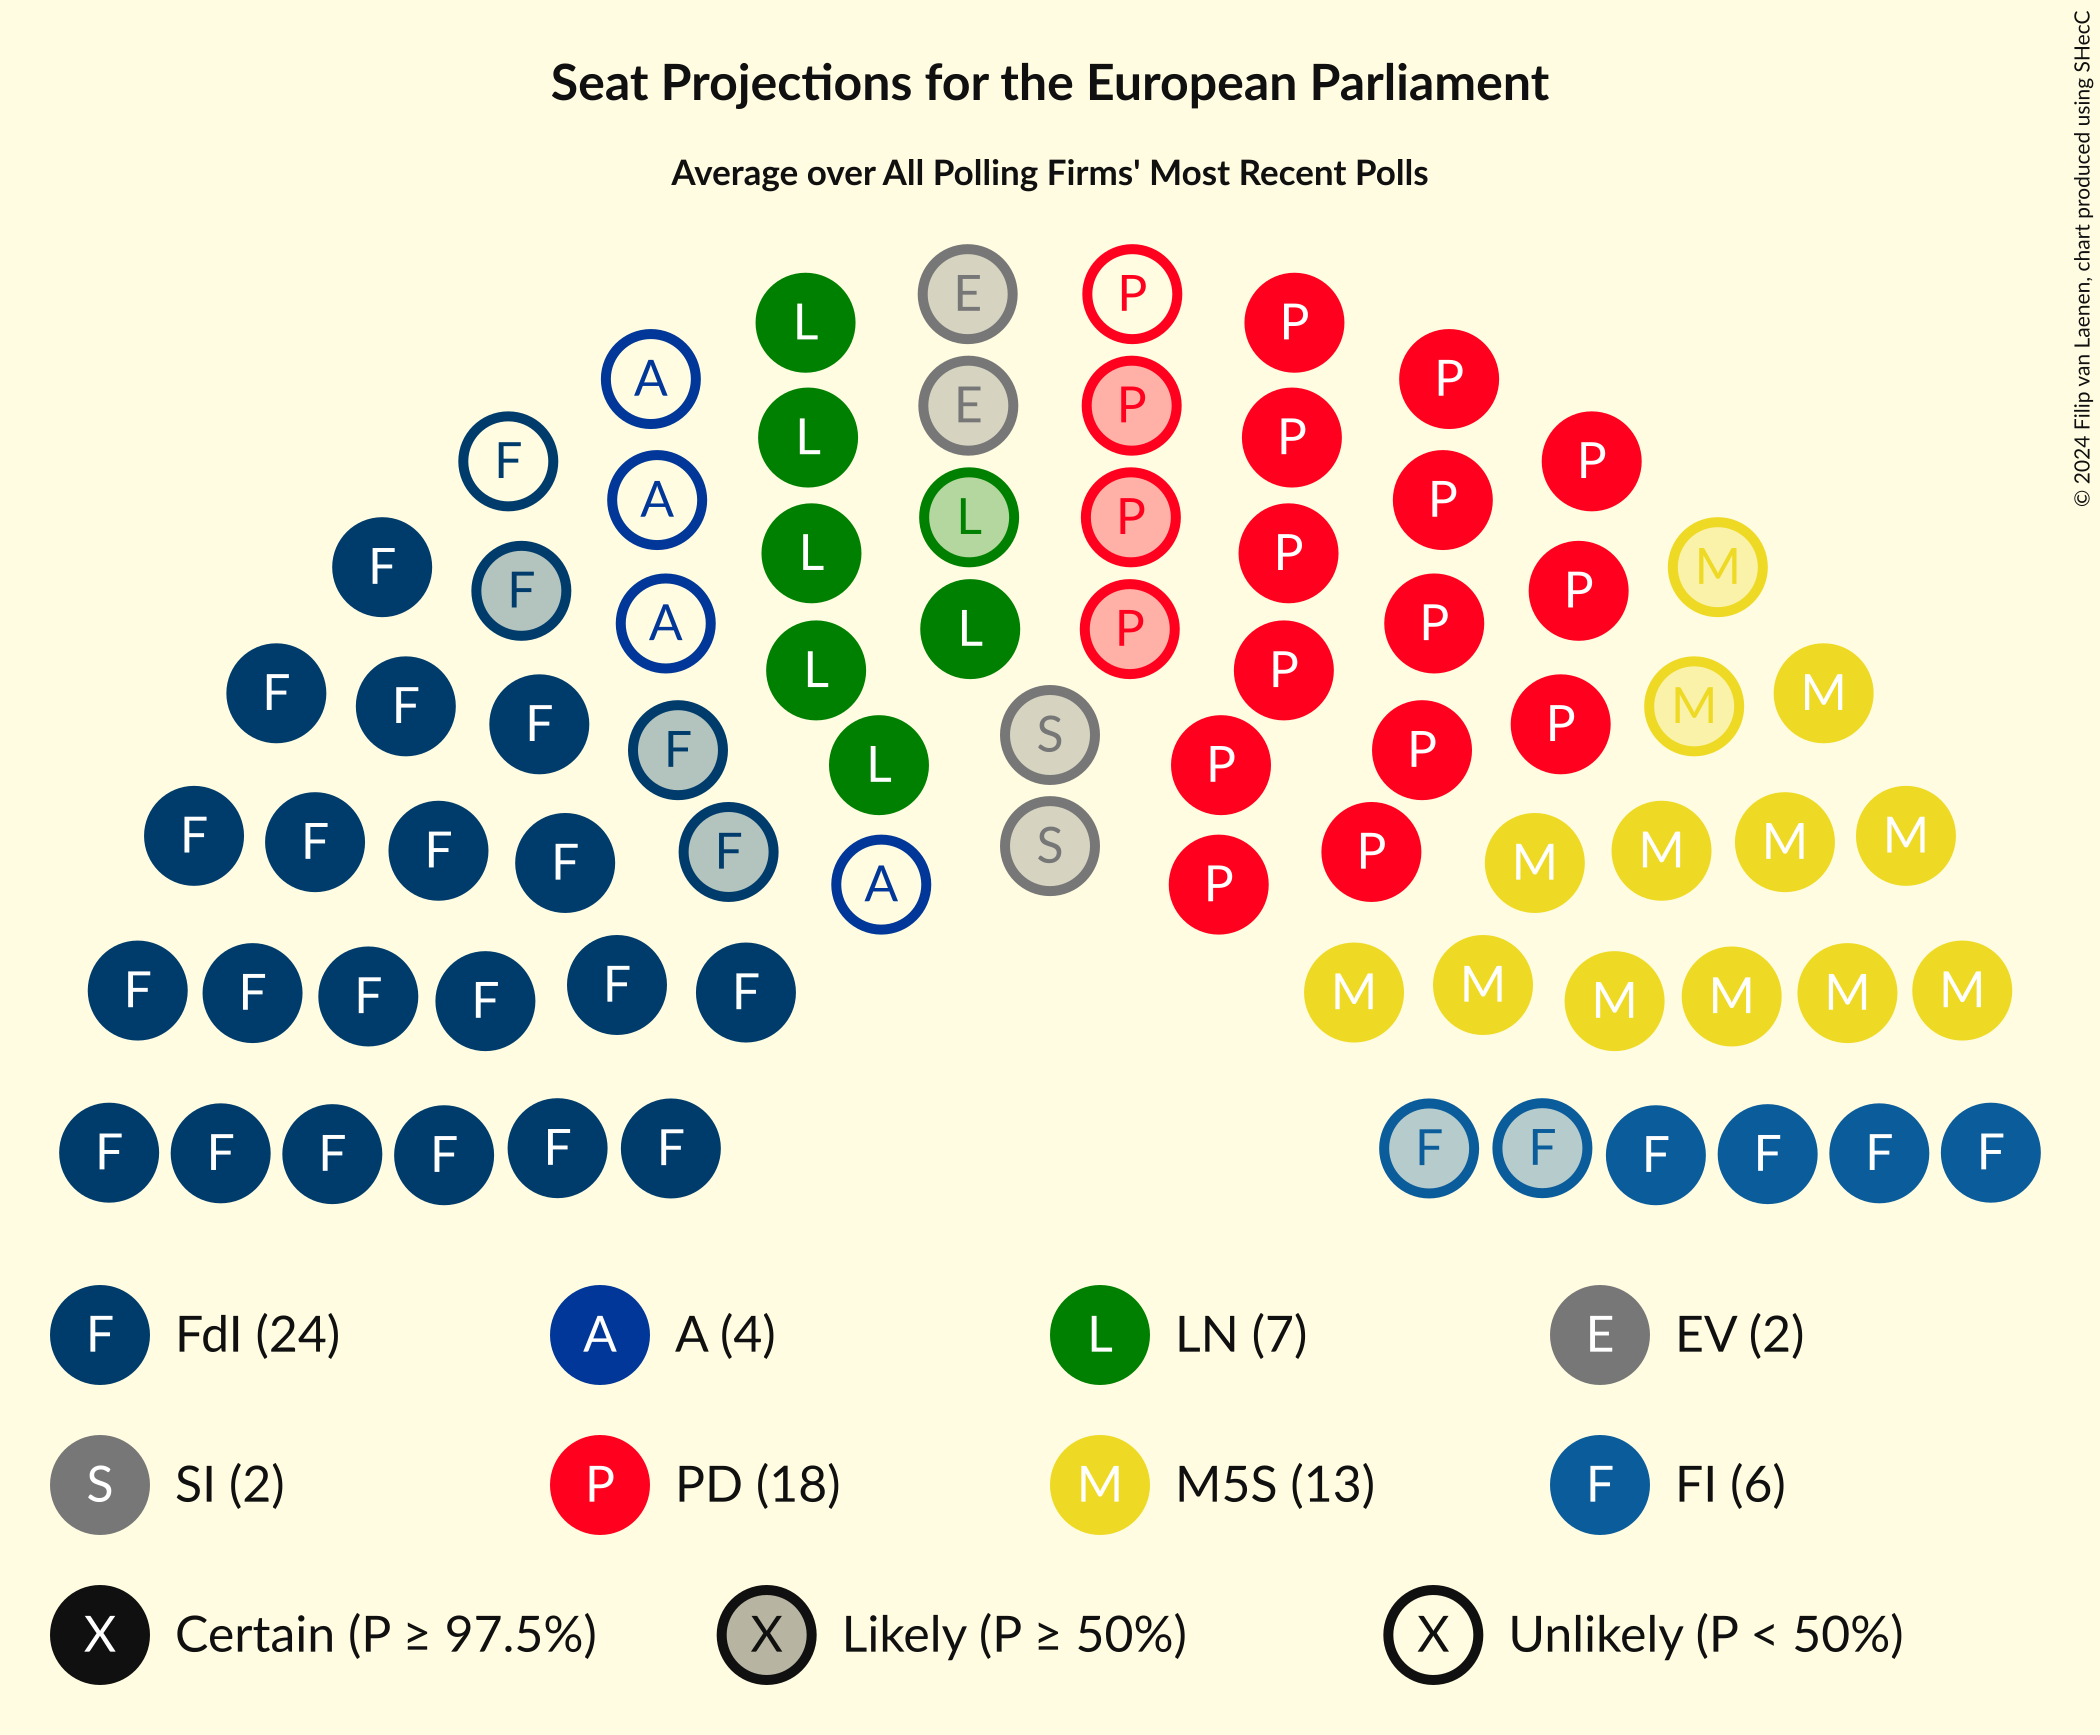 Seat Projections for the European Parliament
Average over All Polling Firms' Most Recent Polls
© 2024 Filip van Laenen, chart produced using SHecC
E P
L P
A P
E P
L P
F P
A P
L P
F M
L P
F P
A P
L P
F M
F M
F P
S
F P
L P
F P
F M
F M
F M
F M
S
F P
A P
F F F F F F M M M M M M
F F F F F F F F F F F F
F FdI (24) A A (4) L LN (7) E EV (2)
S SI (2) P PD (18) M M5S (13) F FI (6)
X Certain (P ≥ 97.5%) X Likely (P ≥ 50%) X Unlikely (P < 50%)